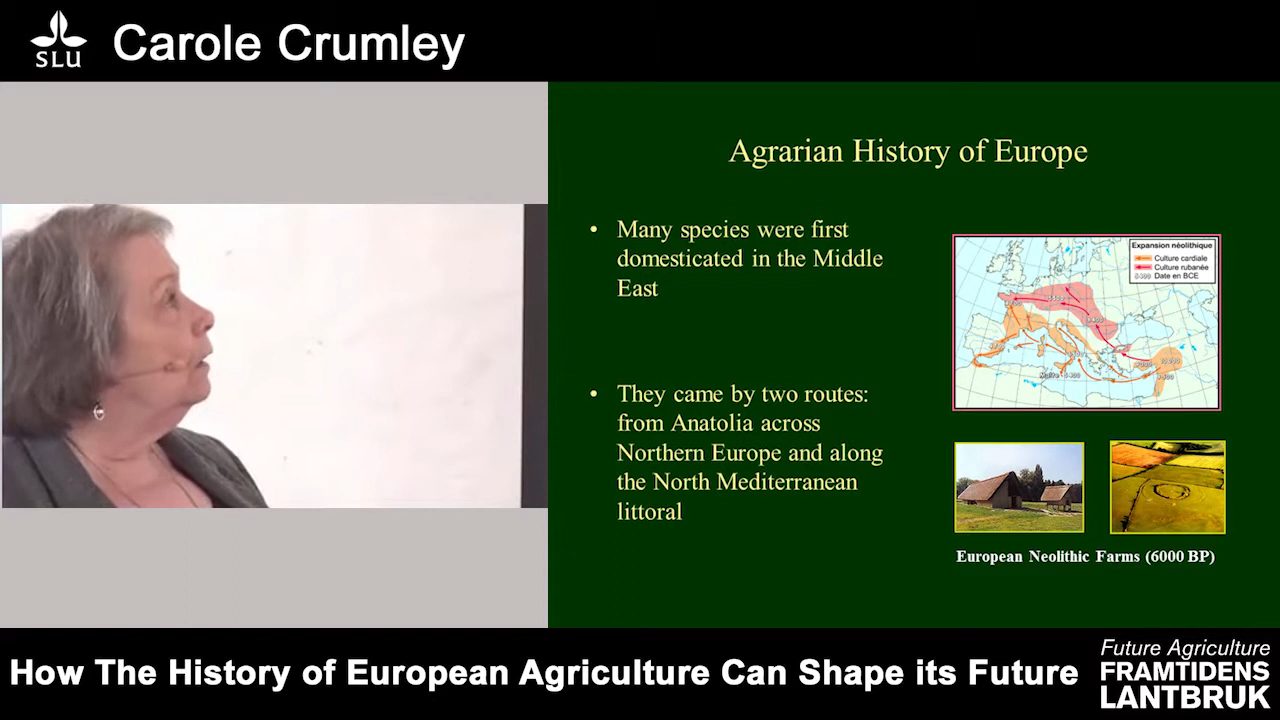 SLU
Carole Crumley
Agrarian History of Europe
• Many species were first
domesticated in the Middle
East
• They came by two routes:
from Anatolia across
Northern Europe and along
the North Mediterranean
littoral
Expansion néolithique
Culture cardiale
Culture rubanée
Date en BCE
European Neolithic Farms (6000 BP)
How The History of European Agriculture Can Shape its Future
Future Agriculture
FRAMTIDENS
LANTBRUK